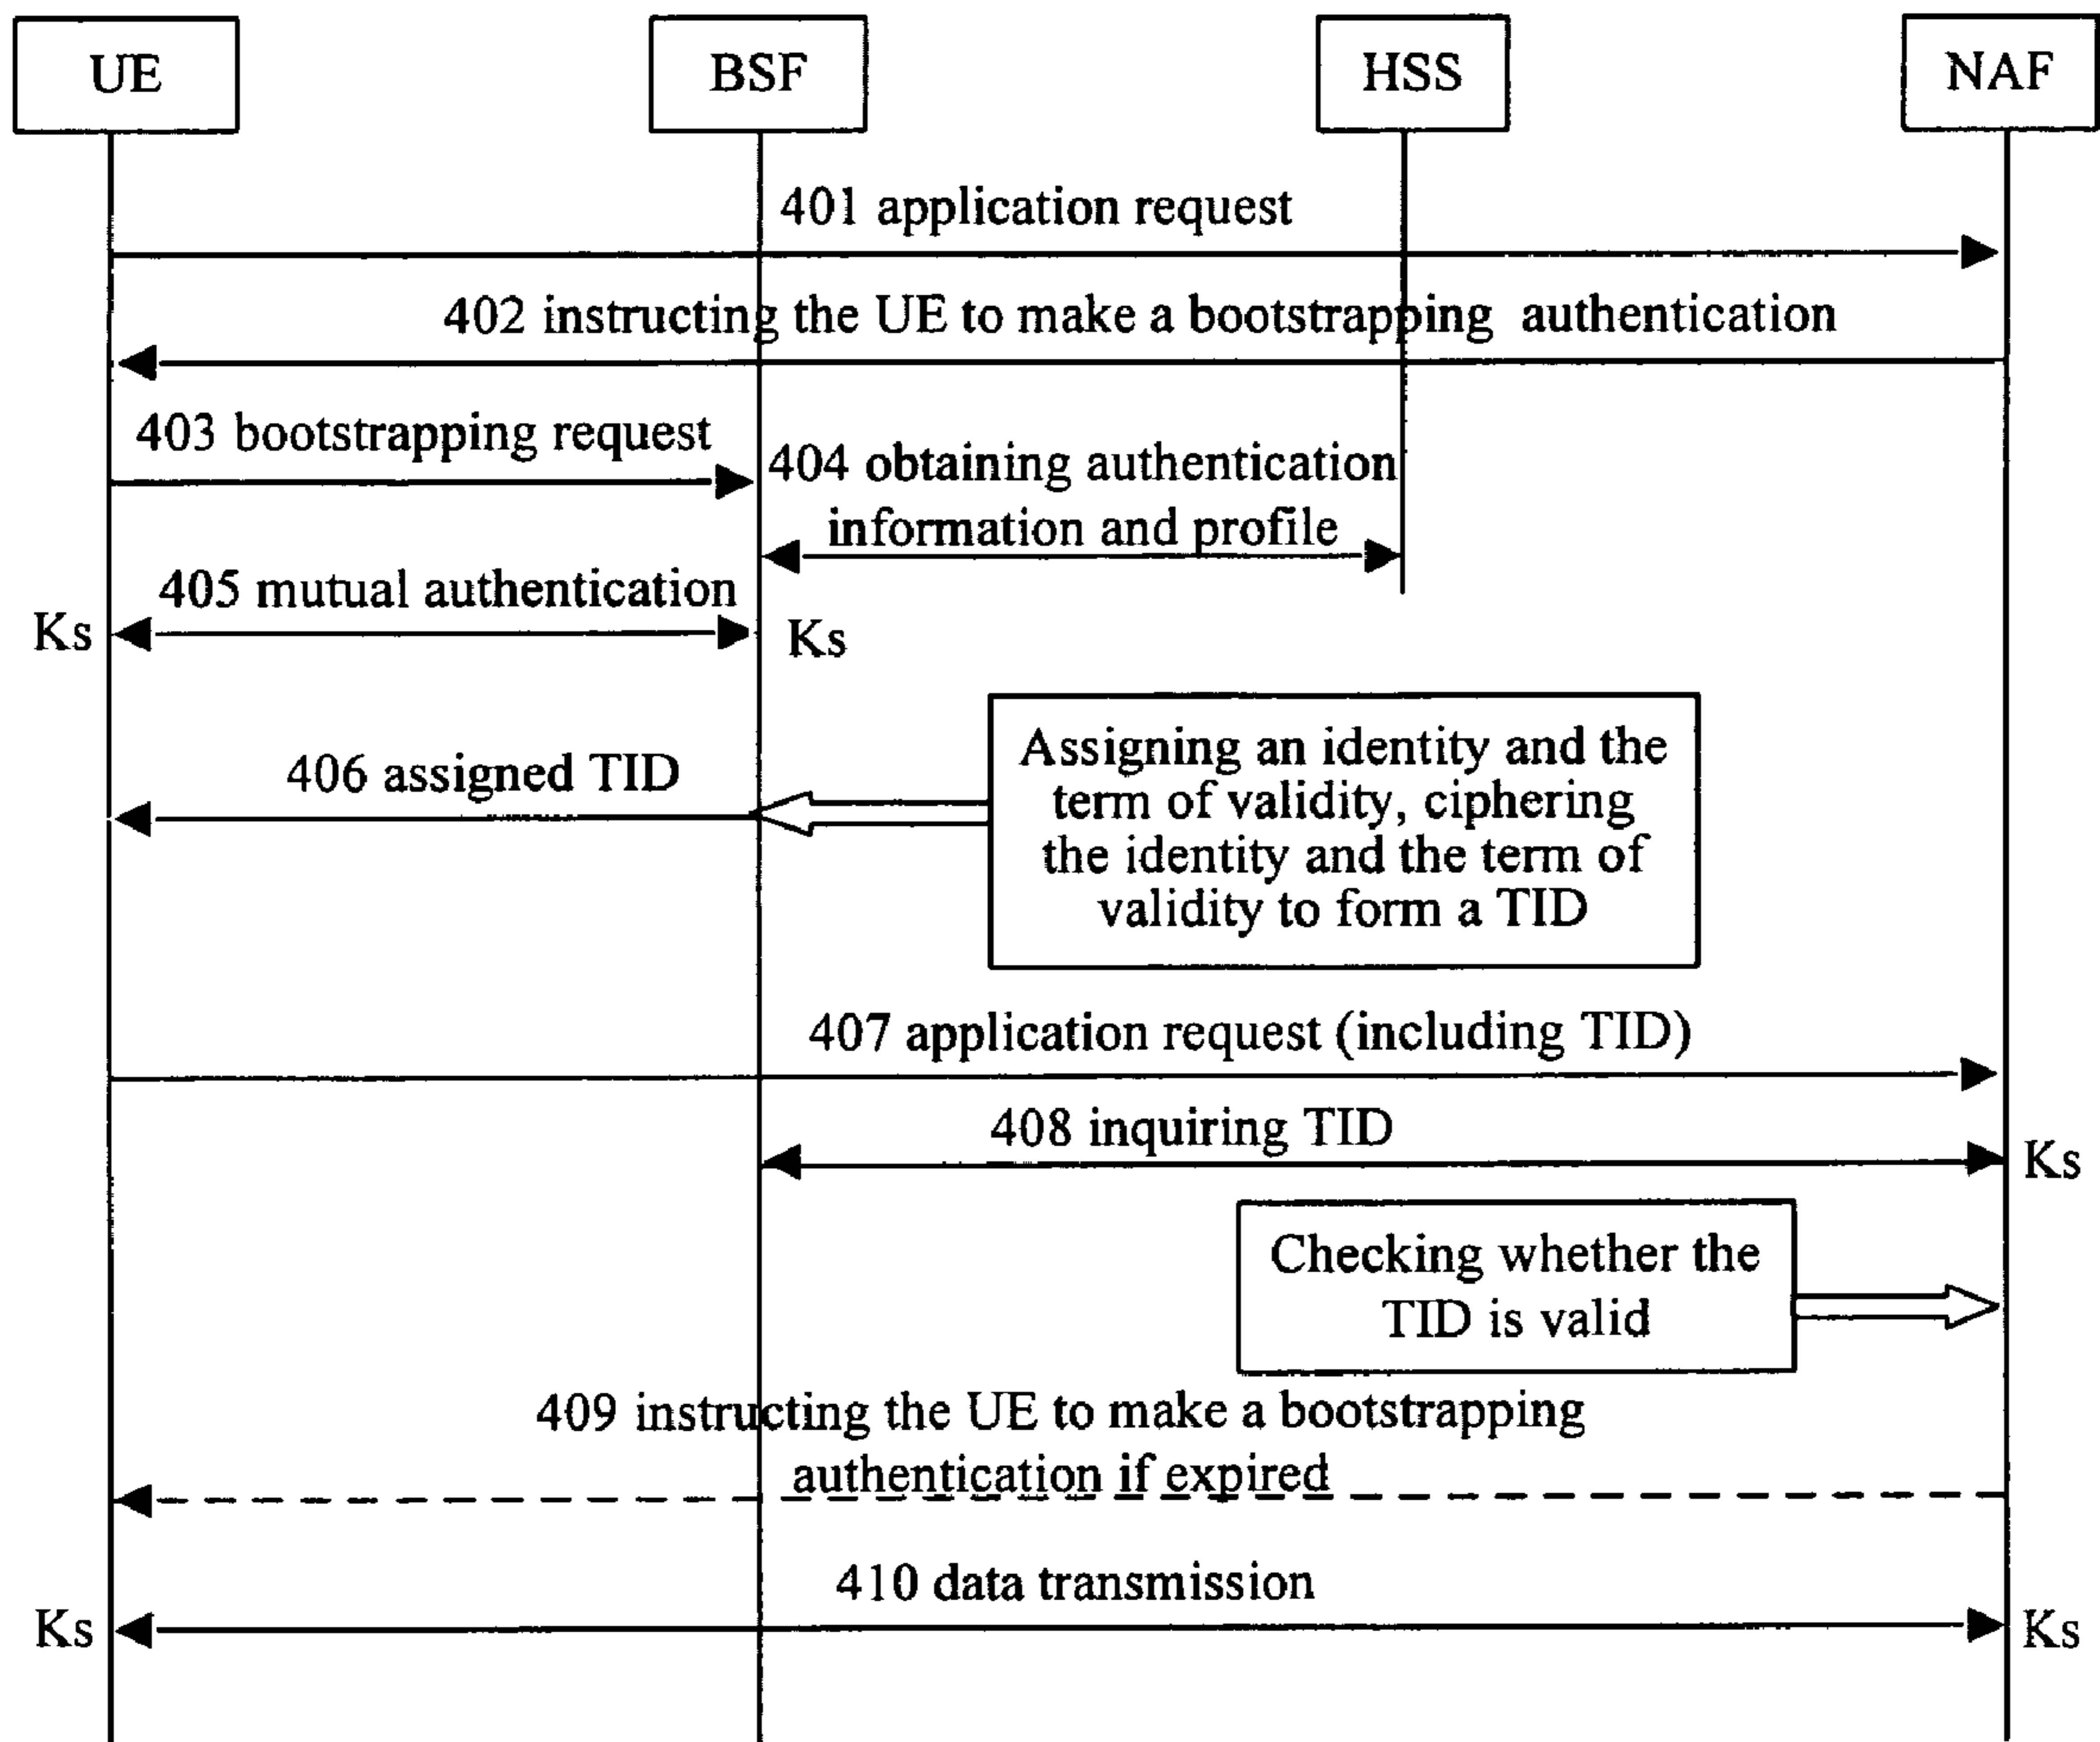 UE
BSF
HSS
NAF
401 application request
402 instructing the UE to make a bootstrapping authentication
403 bootstrapping request
404 obtaining authentication
information and profile
405 mutual authentication
Ks
Ks
Assigning an identity and the
term of validity, ciphering
the identity and the term of
validity to form a TID
406 assigned TID
407 application request (including TID)
408 inquiring TID
Ks
Checking whether the
TID is valid
409 instructing the UE to make a bootstrapping
authentication if expired
410 data transmission
Ks
Ks